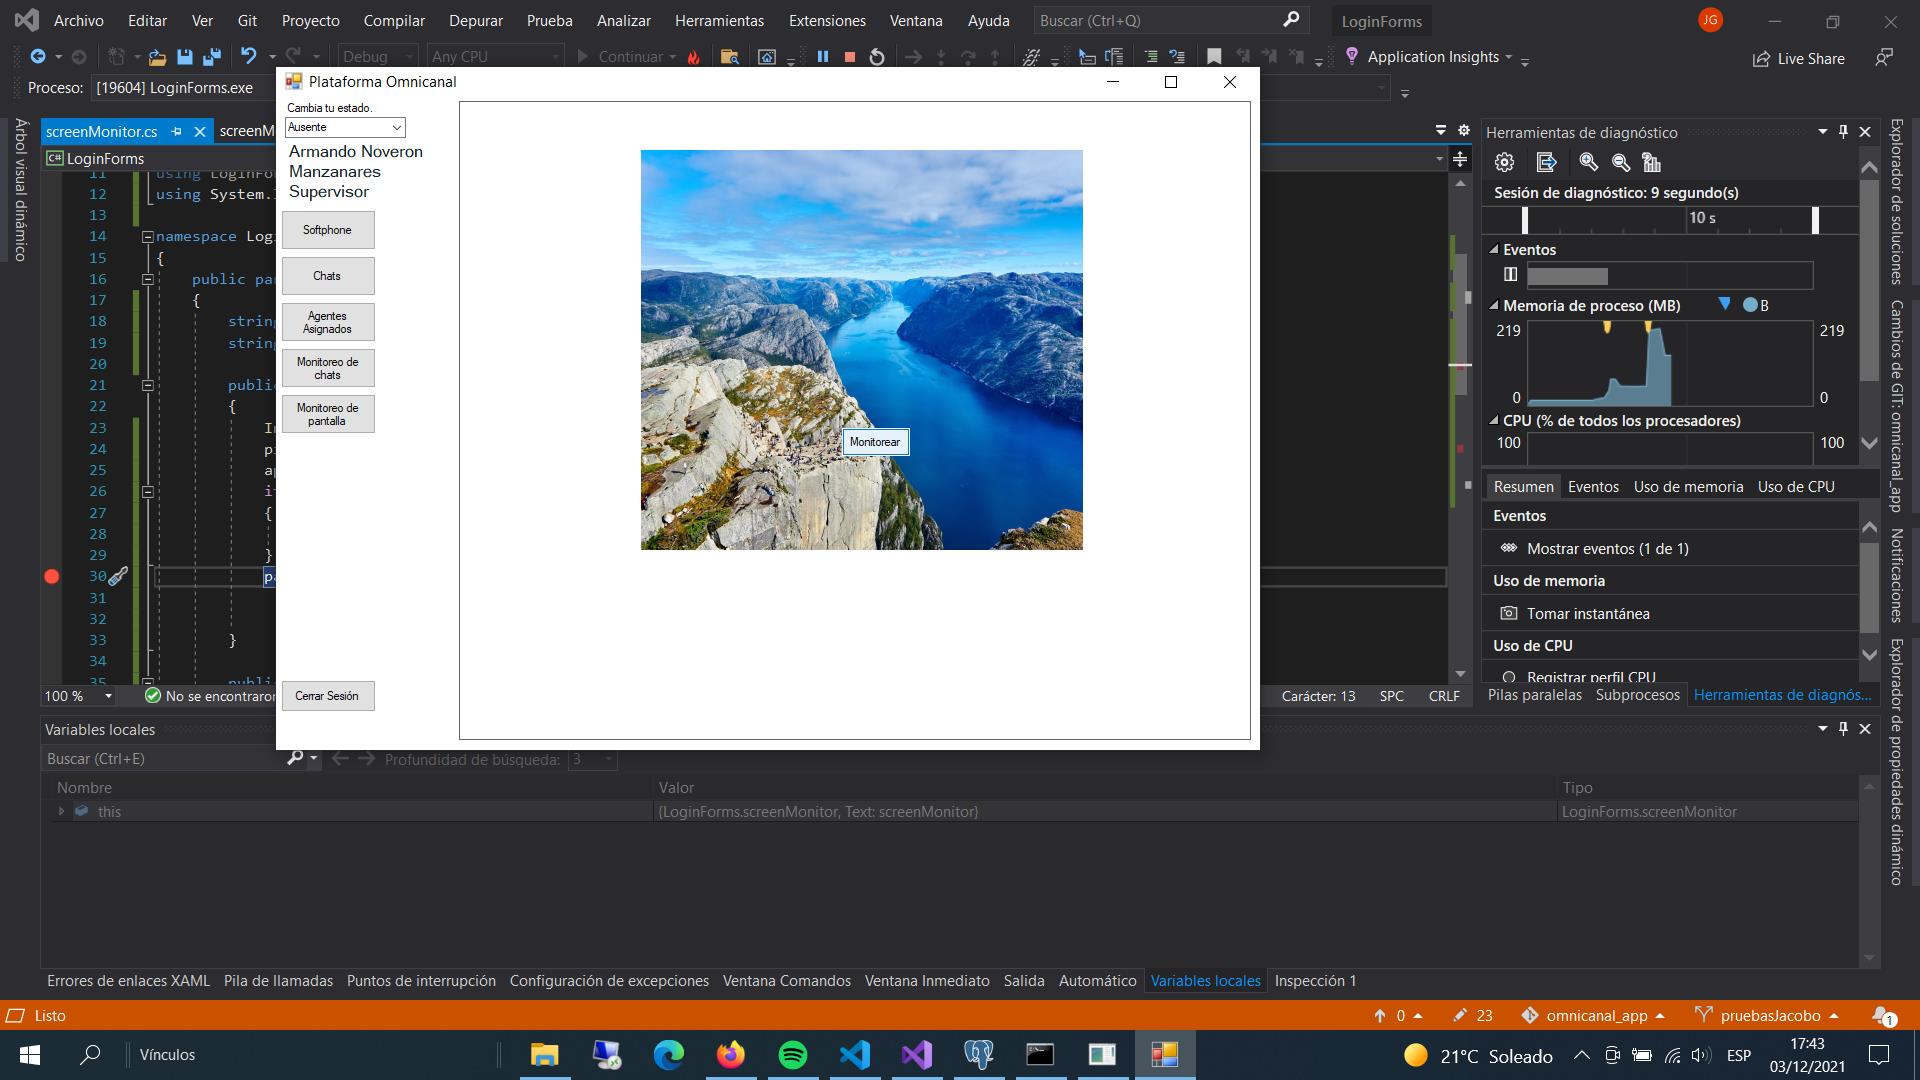 Archivo Editar Ver Git Proyecto Compilar Depurar Prueba Analizar Herramientas Extensiones Ventana Ayuda Buscar (Ctrl+Q) LoginForms JG
Debug Any CPU Continuar Application Insights Live Share
Proceso: [19604] LoginForms.exe
Plataforma Omnicanal
Cambia tu estado.
Ausente
Armando Noveron
Manzanares
Supervisor
Softphone
Chats
Agentes
Asignados
Monitoreo de
chats
Monitoreo de
pantalla
Cerrar Sesión
Monitorear
Árbol visual dinámico
screenMonitor.cs
LoginForms
12 using System.
13
14 namespace Log
15 {
16 public pa
17 {
18 string
19 string
20
21 public
22 {
23
24
25
26
27 {
28
29 }
30
31
32
33 }
34
35
100 % No se encontraron
Carácter: 13 SPC CRLF
Herramientas de diagnóstico
Sesión de diagnóstico: 9 segundo(s)
10 s
Eventos
Memoria de proceso (MB) B
219 219
0 0
CPU (% de todos los procesadores)
100 100
Resumen Eventos Uso de memoria Uso de CPU
Eventos
Mostrar eventos (1 de 1)
Uso de memoria
Tomar instantánea
Uso de CPU
Registrar perfil CPU
Pilas paralelas Subprocesos Herramientas de diagnós...
Explorador de soluciones
Cambios de GIT: omnicanal_app
Notificaciones
Explorador de propiedades dinámico
Variables locales
Buscar (Ctrl+E) Profundidad de búsqueda: 3
Nombre Valor Tipo
this {LoginForms.screenMonitor, Text: screenMonitor} LoginForms.screenMonitor
Errores de enlaces XAML Pila de llamadas Puntos de interrupción Configuración de excepciones Ventana Comandos Ventana Inmediato Salida Automático Variables locales Inspección 1
Listo 0 23 omnicanal_app pruebasJacobo 1
Vínculos 21°C Soleado ESP 17:43
03/12/2021